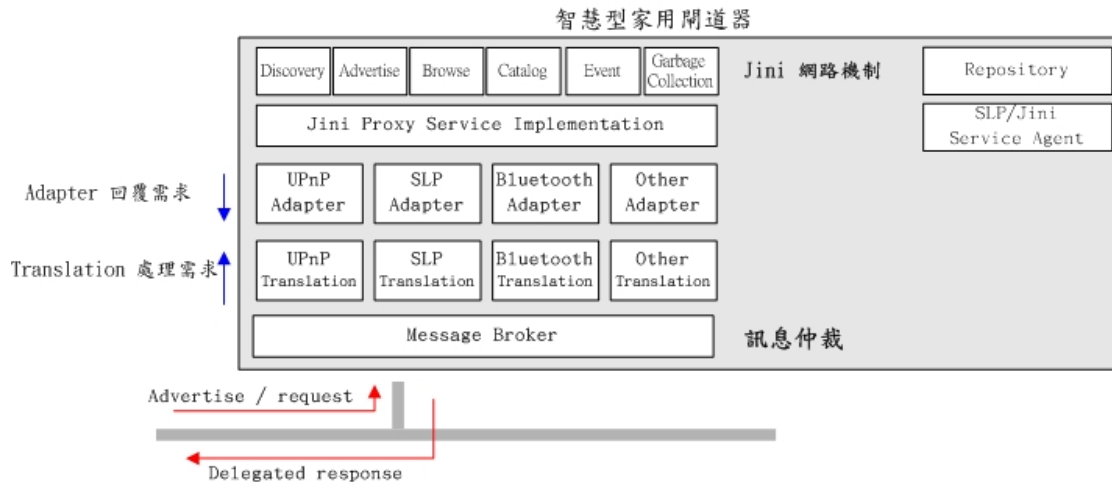 智慧型家用閘道器
Discovery
Advertise
Browse
Catalog
Event
Garbage
Collection
Jini 網路機制
Repository
Jini Proxy Service Implementation
SLP/Jini
Service Agent
Adapter 回覆需求
UPnP
Adapter
SLP
Adapter
Bluetooth
Adapter
Other
Adapter
Translation 處理需求
UPnP
Translation
SLP
Translation
Bluetooth
Translation
Other
Translation
Message Broker
訊息仲裁
Advertise / request
Delegated response